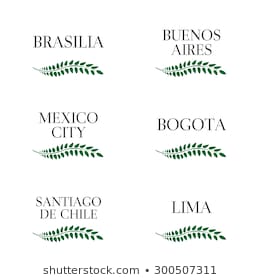 BRASILIA
BUENOS
AIRES
MEXICO
CITY
BOGOTA
SANTIAGO
DE CHILE
LIMA
shutterstock.com • 300507311